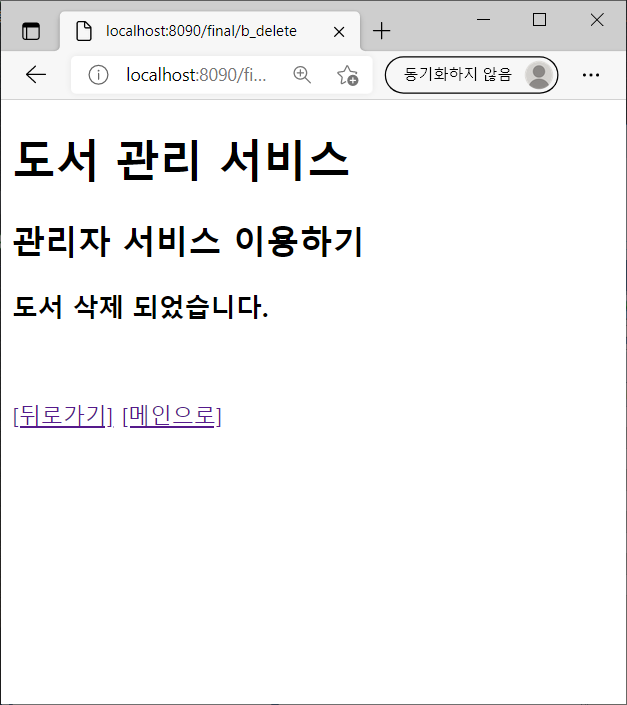 localhost:8090/final/b_delete
localhost:8090/fi...
동기화하지 않음
도서 관리 서비스
관리자 서비스 이용하기
도서 삭제 되었습니다.
[뒤로가기] [메인으로]